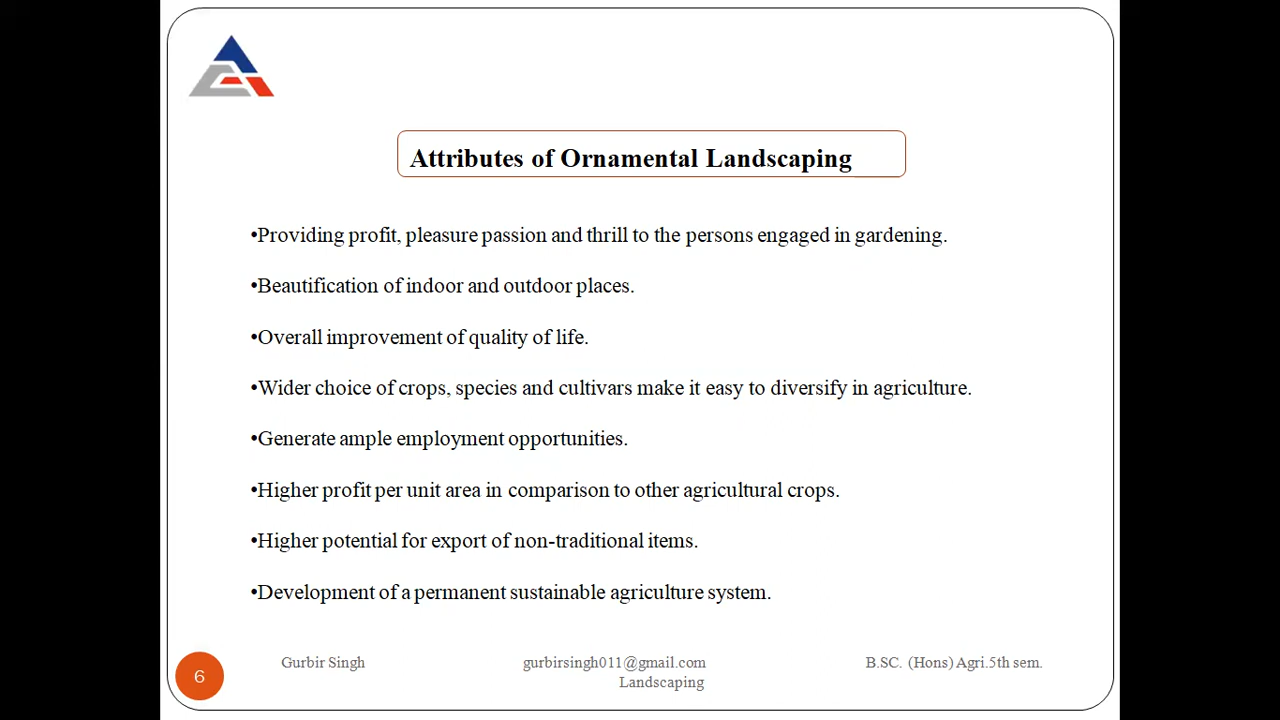 Attributes of Ornamental Landscaping
•Providing profit, pleasure passion and thrill to the persons engaged in gardening.
•Beautification of indoor and outdoor places.
•Overall improvement of quality of life.
•Wider choice of crops, species and cultivars make it easy to diversify in agriculture.
•Generate ample employment opportunities.
•Higher profit per unit area in comparison to other agricultural crops.
•Higher potential for export of non-traditional items.
•Development of a permanent sustainable agriculture system.
6 Gurbir Singh gurbirsingh011@gmail.com B.SC. (Hons) Agri.5th sem.
Landscaping